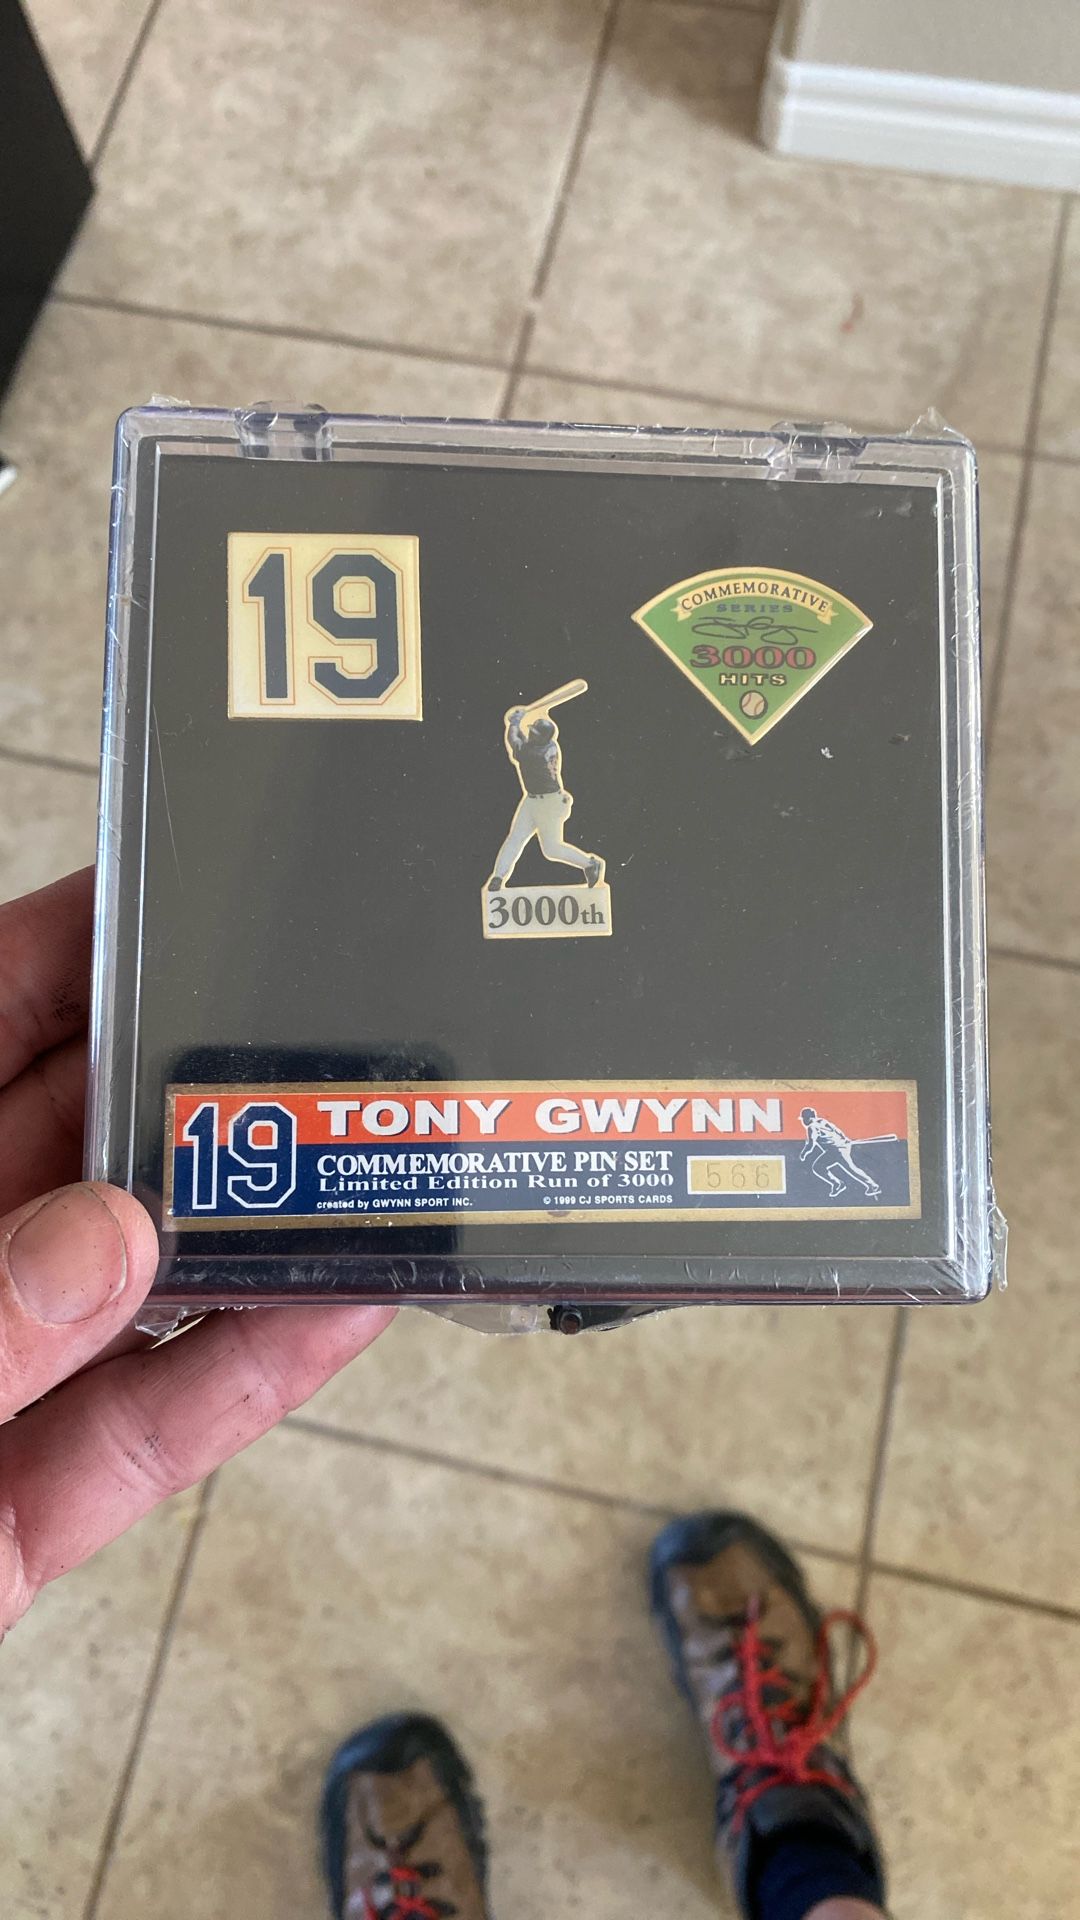 19
COMMEMORATIVE
SERIES
3000
HITS
3000th
19
TONY GWYNN
COMMEMORATIVE PIN SET
Limited Edition Run of 3000
566
created by GWYNN SPORT INC.
© 1999 CJ SPORTS CARDS